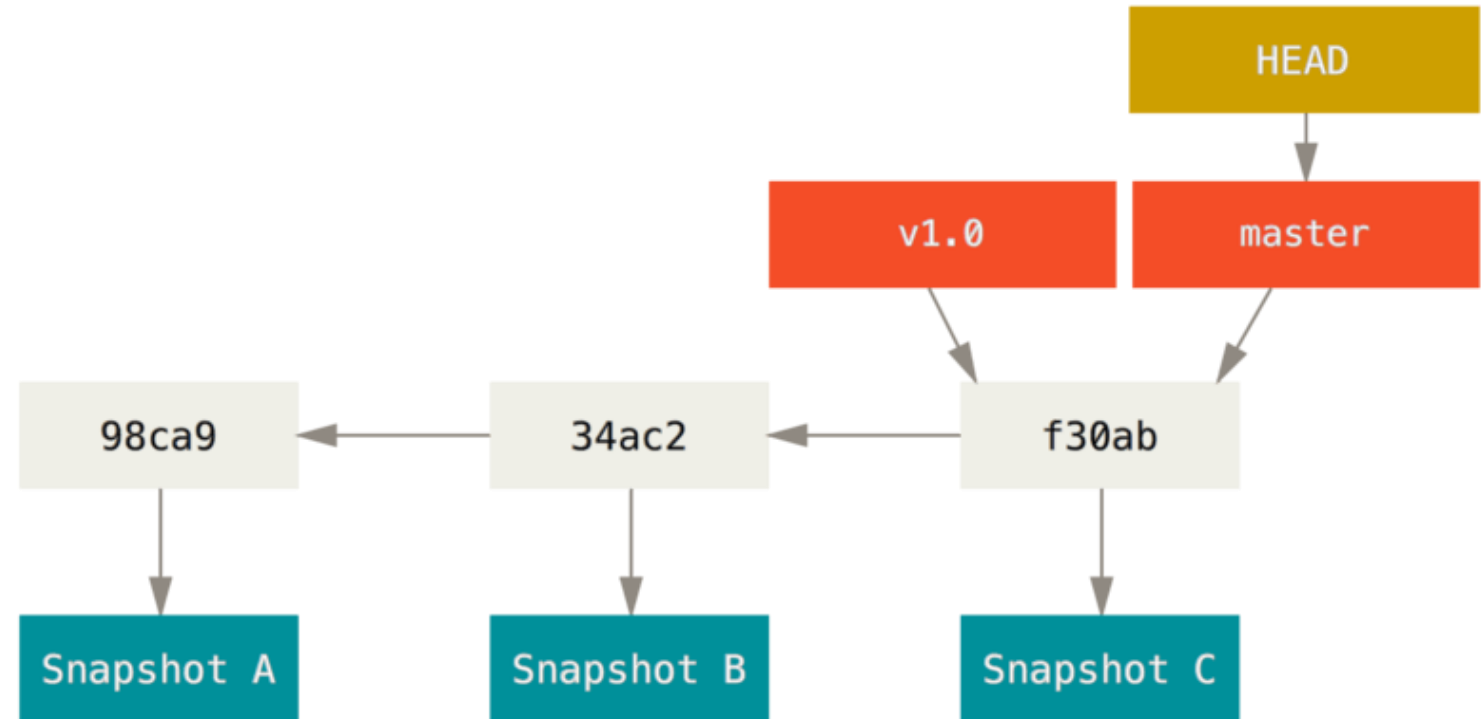 HEAD
v1.0
master
98ca9
34ac2
f30ab
Snapshot A
Snapshot B
Snapshot C